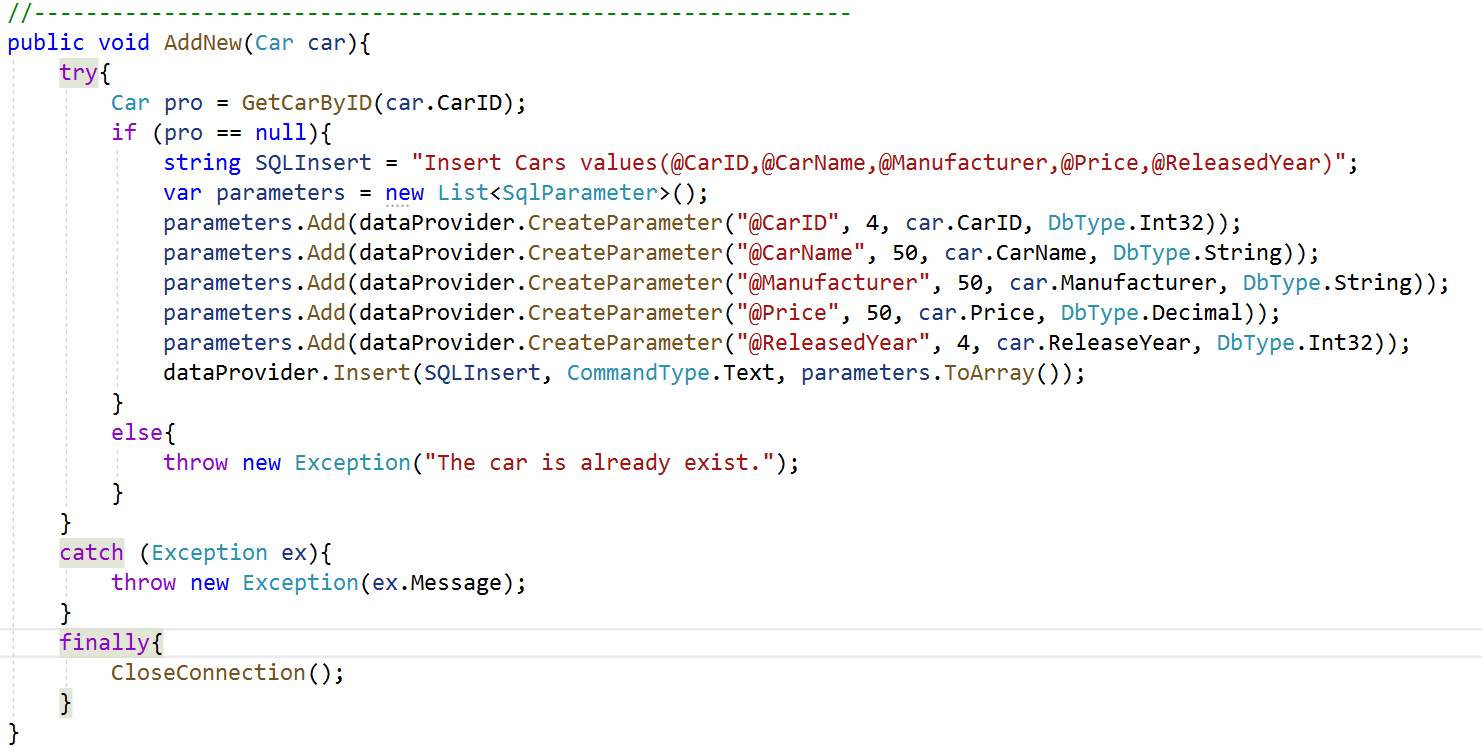 //---------------------------------------------------------------
public void AddNew(Car car){
    try{
        Car pro = GetCarByID(car.CarID);
        if (pro == null){
            string SQLInsert = "Insert Cars values(@CarID,@CarName,@Manufacturer,@Price,@ReleasedYear)";
            var parameters = new List<SqlParameter>();
            parameters.Add(dataProvider.CreateParameter("@CarID", 4, car.CarID, DbType.Int32));
            parameters.Add(dataProvider.CreateParameter("@CarName", 50, car.CarName, DbType.String));
            parameters.Add(dataProvider.CreateParameter("@Manufacturer", 50, car.Manufacturer, DbType.String));
            parameters.Add(dataProvider.CreateParameter("@Price", 50, car.Price, DbType.Decimal));
            parameters.Add(dataProvider.CreateParameter("@ReleasedYear", 4, car.ReleaseYear, DbType.Int32));
            dataProvider.Insert(SQLInsert, CommandType.Text, parameters.ToArray());
        }
        else{
            throw new Exception("The car is already exist.");
        }
    }
    catch (Exception ex){
        throw new Exception(ex.Message);
    }
    finally{
        CloseConnection();
    }
}